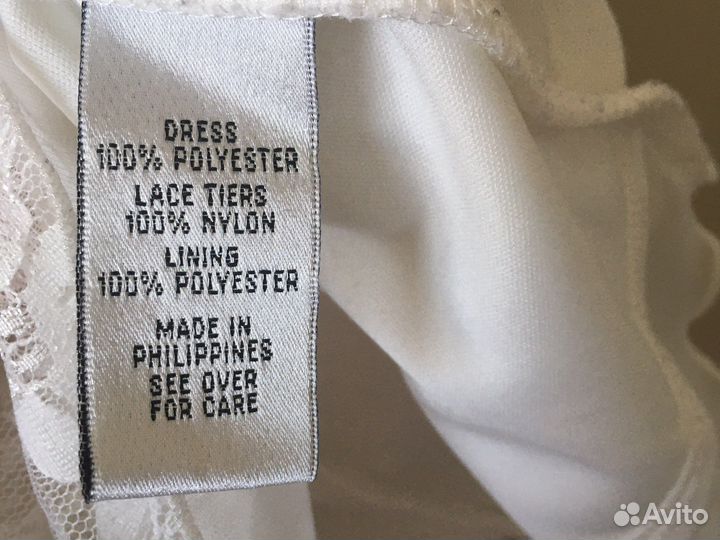 DRESS
100% POLYESTER
LACE TIERS
100% NYLON
LINING
100% POLYESTER
MADE IN
PHILIPPINES
SEE OVER
FOR CARE
Avito